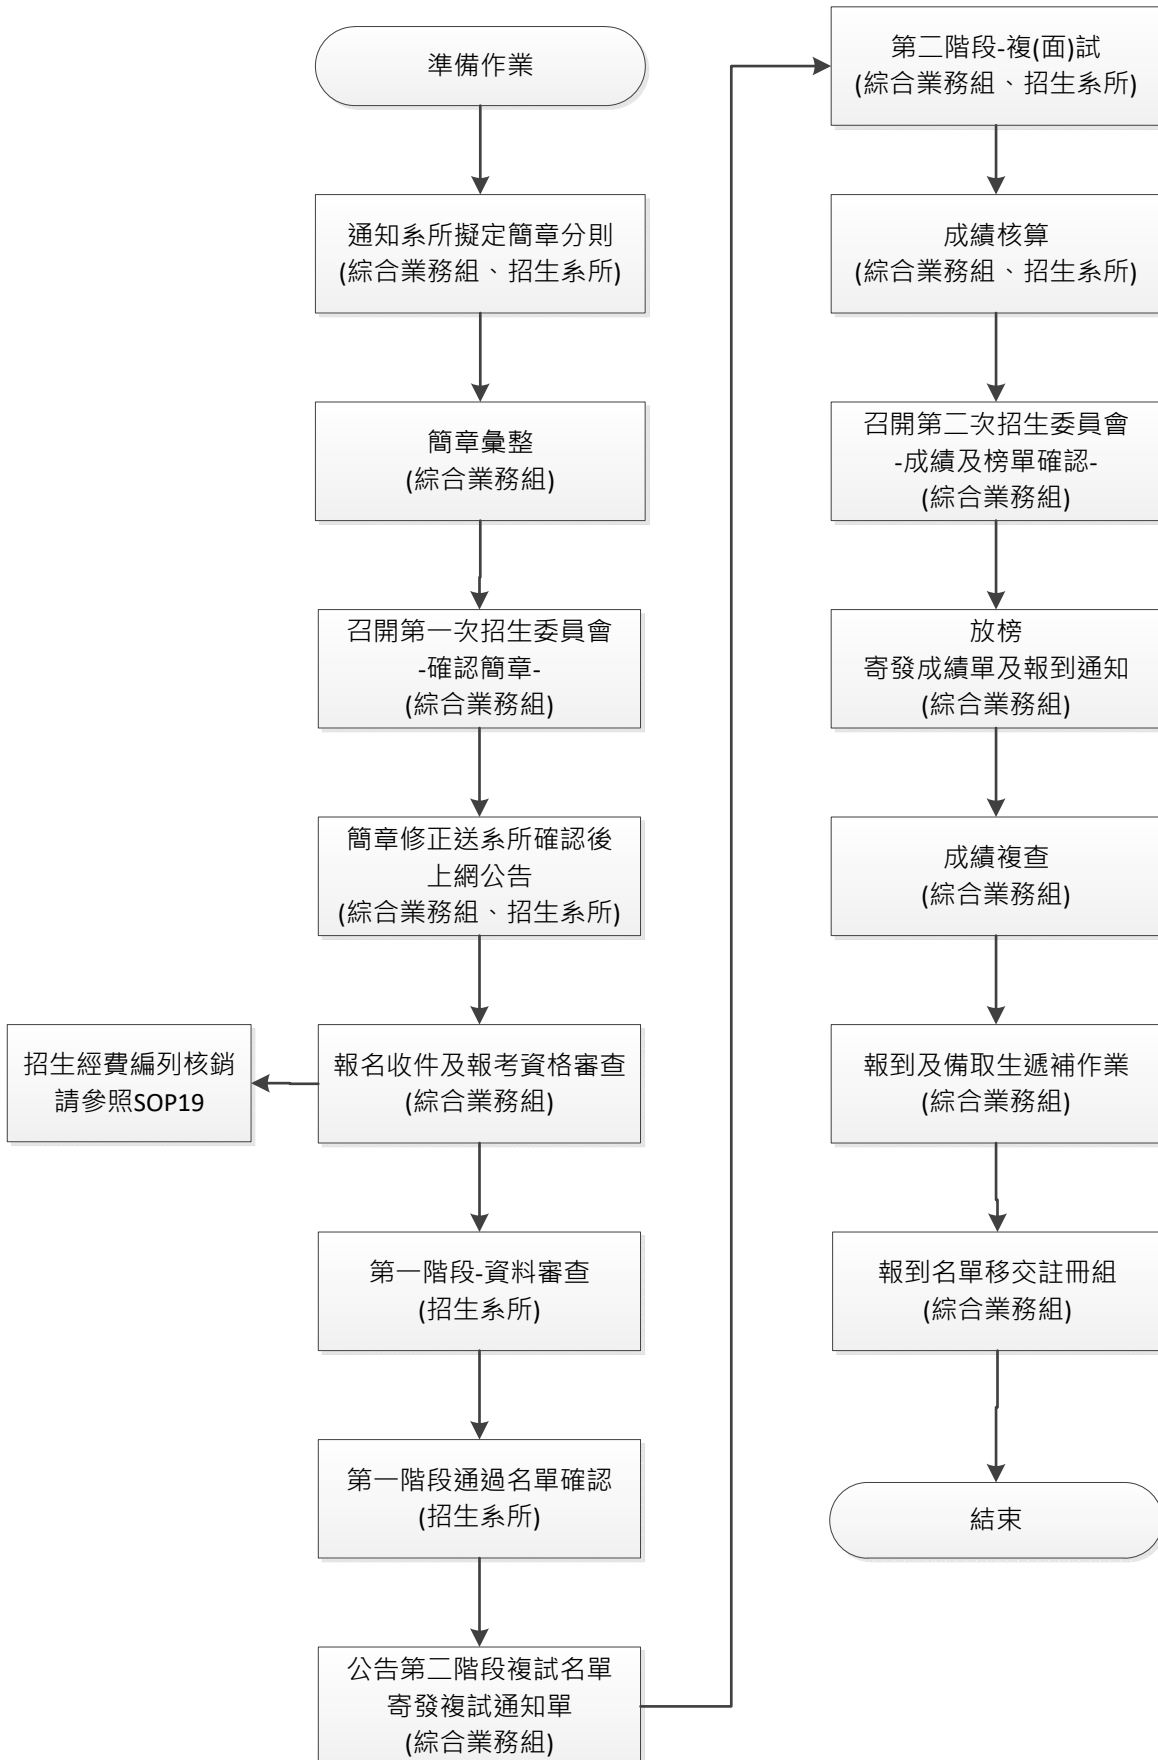 準備作業
通知系所擬定簡章分則
(綜合業務組、招生系所)
簡章彙整
(綜合業務組)
召開第一次招生委員會
-確認簡章-
(綜合業務組)
簡章修正送系所確認後
上網公告
(綜合業務組、招生系所)
招生經費編列核銷
請參照SOP19
報名收件及報考資格審查
(綜合業務組)
第一階段-資料審查
(招生系所)
第一階段通過名單確認
(招生系所)
公告第二階段複試名單
寄發複試通知單
(綜合業務組)
第二階段-複(面)試
(綜合業務組、招生系所)
成績核算
(綜合業務組、招生系所)
召開第二次招生委員會
-成績及榜單確認-
(綜合業務組)
放榜
寄發成績單及報到通知
(綜合業務組)
成績複查
(綜合業務組)
報到及備取生遞補作業
(綜合業務組)
報到名單移交註冊組
(綜合業務組)
結束